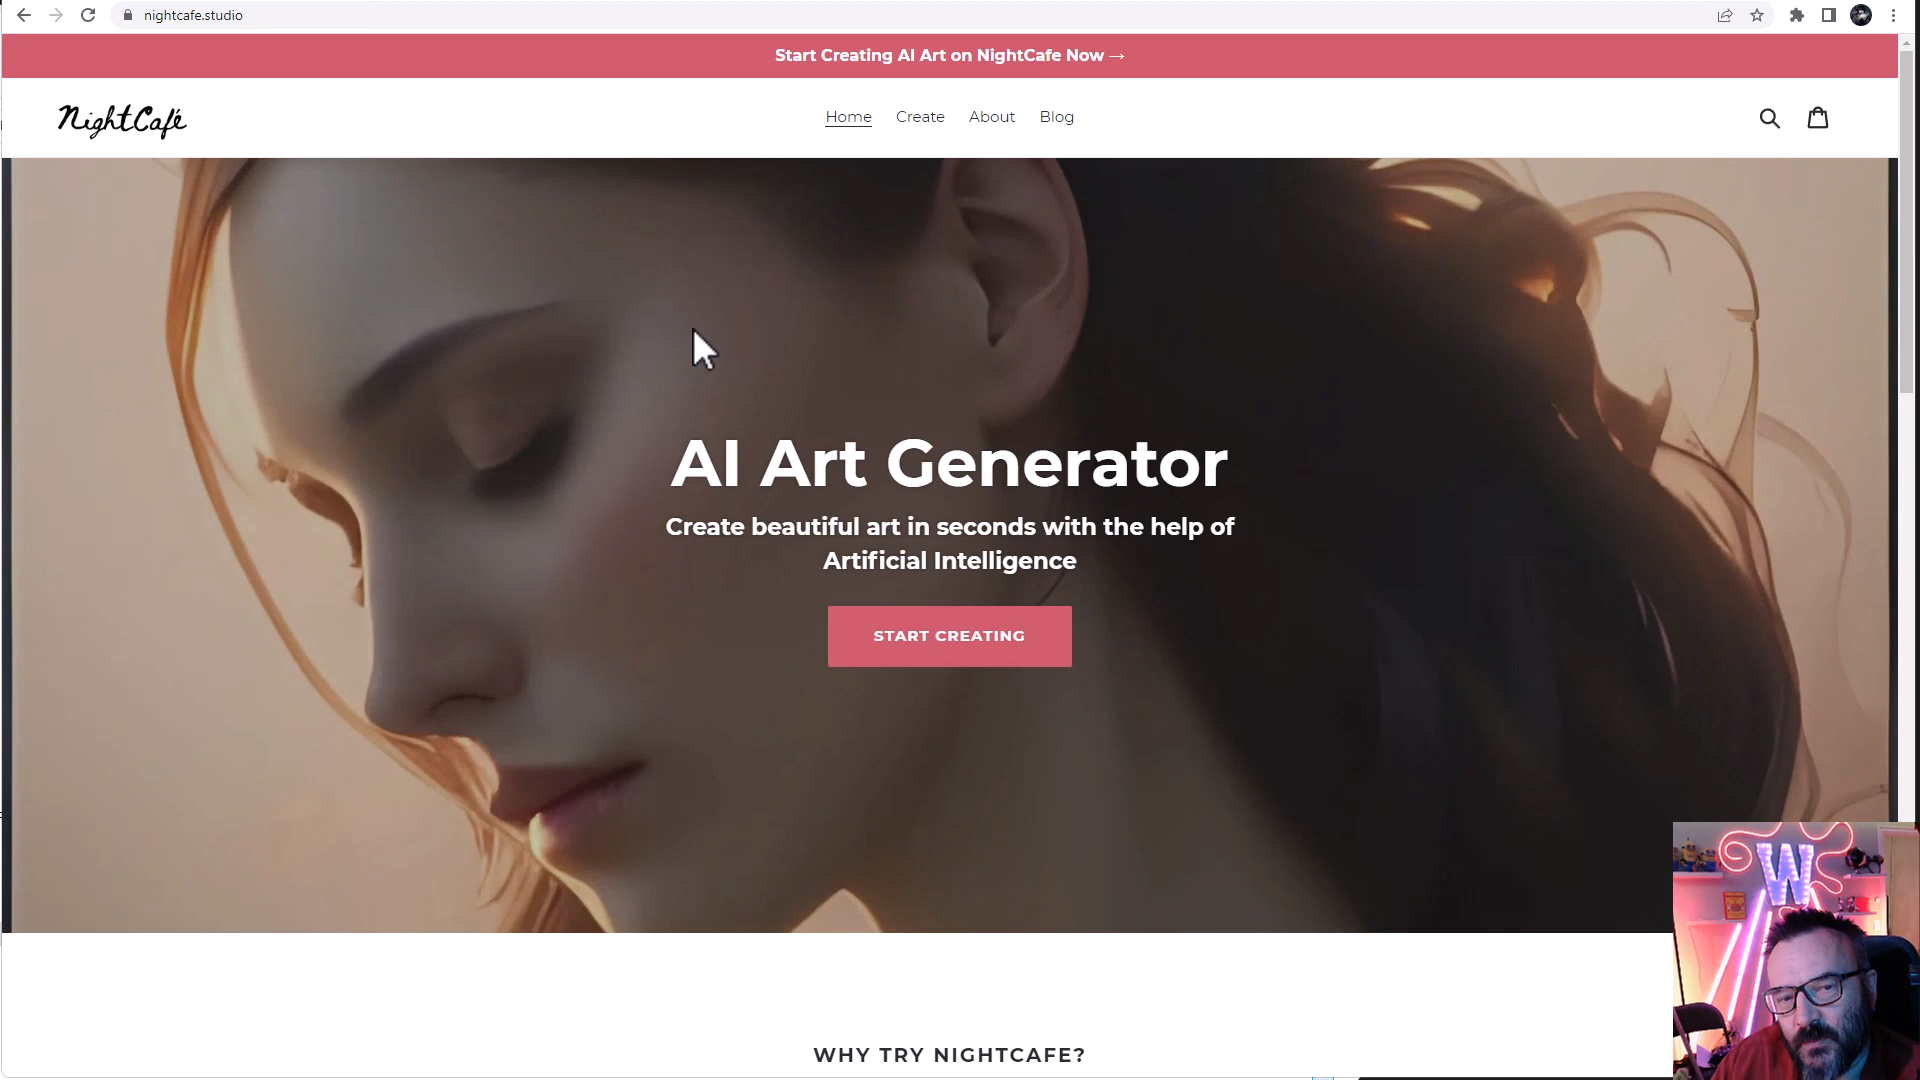 nightcafe.studio
Start Creating AI Art on NightCafe Now →
NightCafé
Home Create About Blog
AI Art Generator
Create beautiful art in seconds with the help of
Artificial Intelligence
START CREATING
W
WHY TRY NIGHTCAFE?